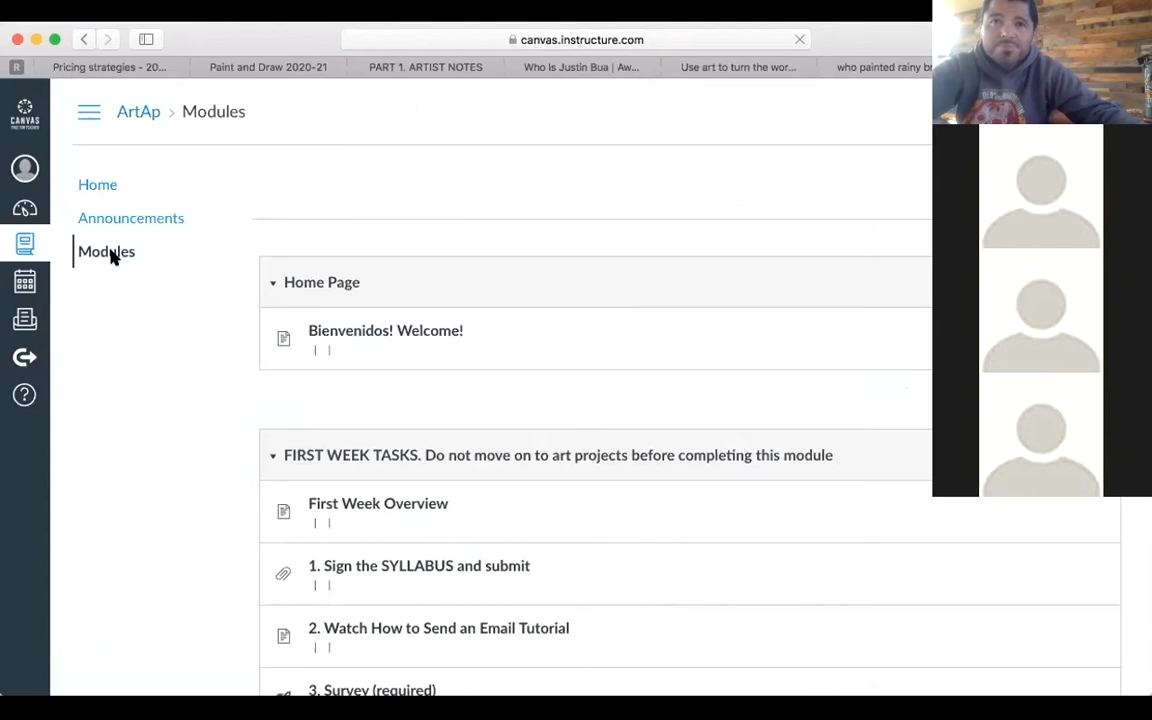 canvas.instructure.com
R
Pricing strategies - 20...
Paint and Draw 2020-21
PART 1. ARTIST NOTES
Who Is Justin Bua | Aw...
Use art to turn the wor...
who painted rainy br
CANVAS
ArtAp > Modules
Home
Announcements
Modules
Home Page
Bienvenidos! Welcome!
| |
FIRST WEEK TASKS. Do not move on to art projects before completing this module
First Week Overview
| |
1. Sign the SYLLABUS and submit
| |
2. Watch How to Send an Email Tutorial
| |
3. Survey (required)